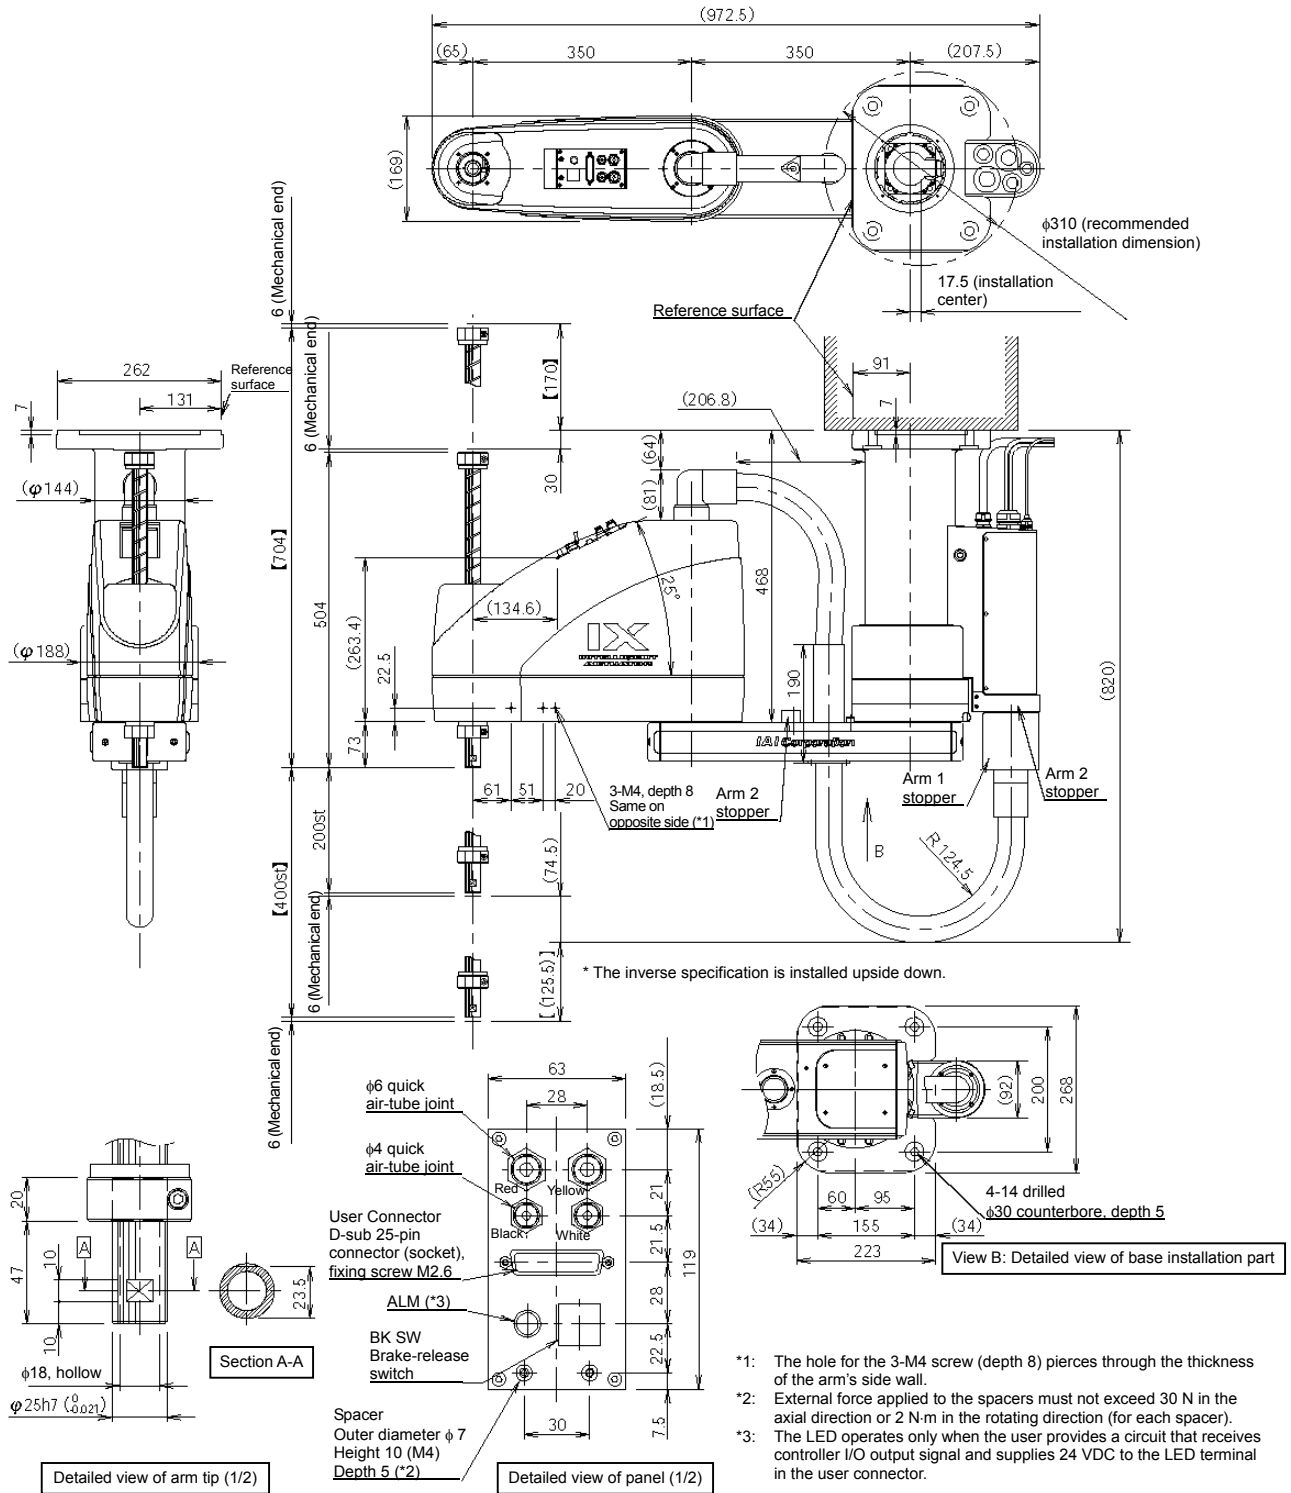 (972.5)
(65)
350
350
(207.5)
(169)
φ310 (recommended
installation dimension)
17.5 (installation
center)
Reference surface
6 (Mechanical end)
6 (Mechanical end)
【170】
30
262
131
Reference
surface
7
91
7
(206.8)
(64)
(81)
(φ144)
【704】
504
(263.4)
22.5
73
(134.6)
25°
468
190
(820)
(φ188)
IX
INTELLIGENT
ACTUATOR
IAI Corporation
61
51
20
3-M4, depth 8
Same on
opposite side (*1)
Arm 2
stopper
Arm 1
stopper
Arm 2
stopper
200st
【400st】
(74.5)
B
R124.5
6 (Mechanical end)
【(125.5)】
6 (Mechanical end)
* The inverse specification is installed upside down.
63
28
(18.5)
φ6 quick
air-tube joint
φ4 quick
air-tube joint
Red
Yellow
Black
White
User Connector
D-sub 25-pin
connector (socket),
fixing screw M2.6
ALM (*3)
BK SW
Brake-release
switch
Spacer
Outer diameter φ 7
Height 10 (M4)
Depth 5 (*2)
30
21
21.5
28
22.5
7.5
119
Detailed view of panel (1/2)
20
47
10
10
A
A
23.5
φ18, hollow
φ25h7 (0 -0.021)
Section A-A
Detailed view of arm tip (1/2)
(92)
200
268
(R55)
60
95
(34)
155
(34)
223
4-14 drilled
φ30 counterbore, depth 5
View B: Detailed view of base installation part
*1: The hole for the 3-M4 screw (depth 8) pierces through the thickness
of the arm's side wall.
*2: External force applied to the spacers must not exceed 30 N in the
axial direction or 2 N·m in the rotating direction (for each spacer).
*3: The LED operates only when the user provides a circuit that receives
controller I/O output signal and supplies 24 VDC to the LED terminal
in the user connector.